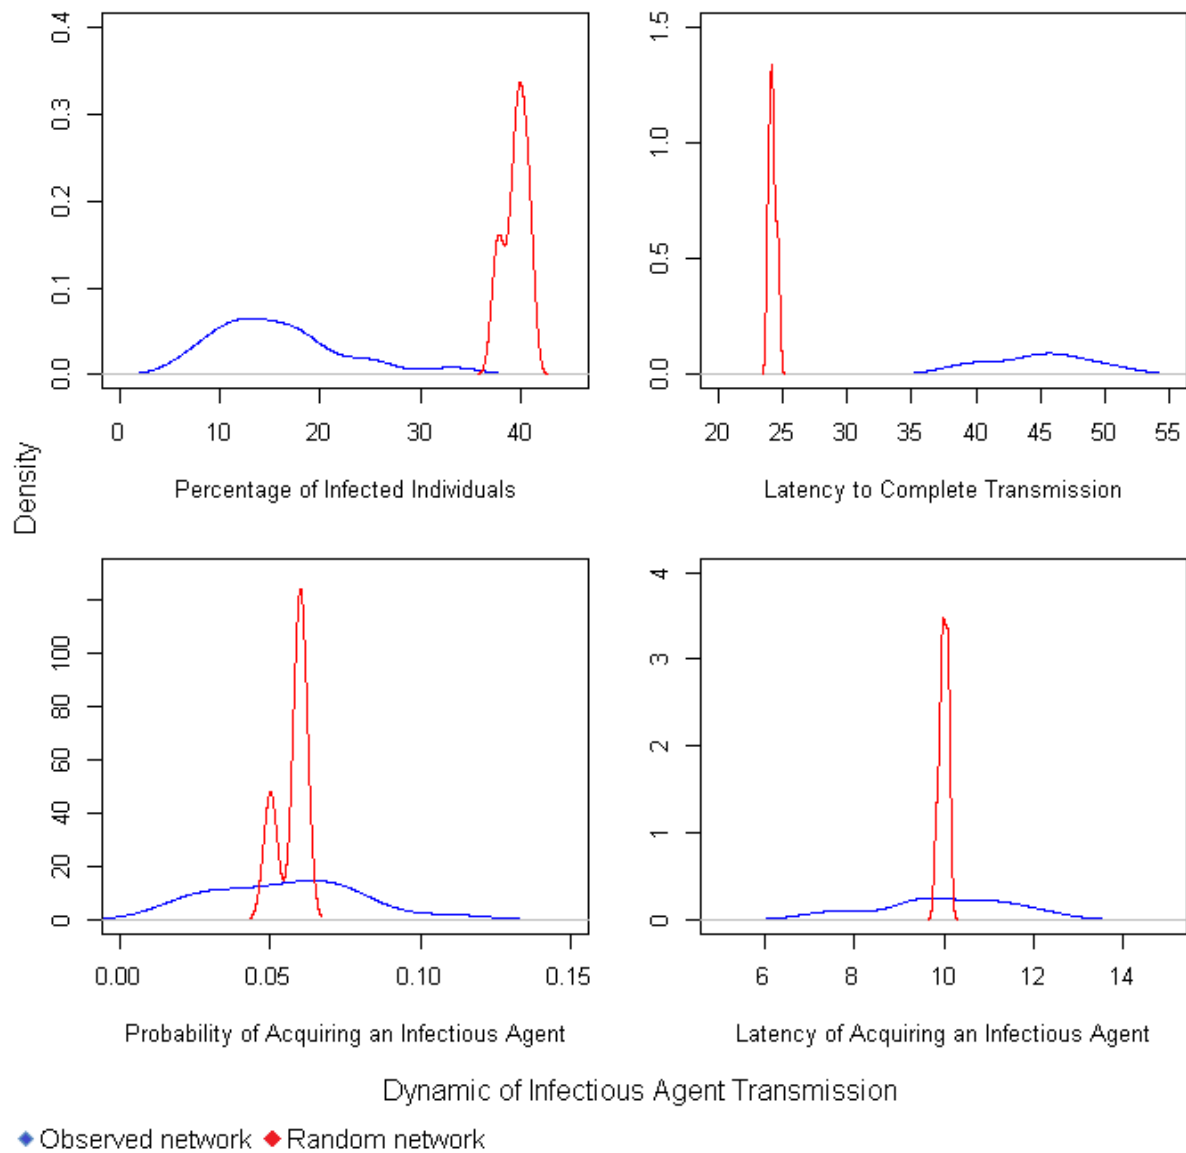 Density
0.4
0.3
0.2
0.1
0.0
0 10 20 30 40
Percentage of Infected Individuals
1.5
1.0
0.5
0.0
20 25 30 35 40 45 50 55
Latency to Complete Transmission
100
80
60
40
20
0
0.00 0.05 0.10 0.15
Probability of Acquiring an Infectious Agent
4
3
2
1
0
6 8 10 12 14
Latency of Acquiring an Infectious Agent
Dynamic of Infectious Agent Transmission
Observed network Random network